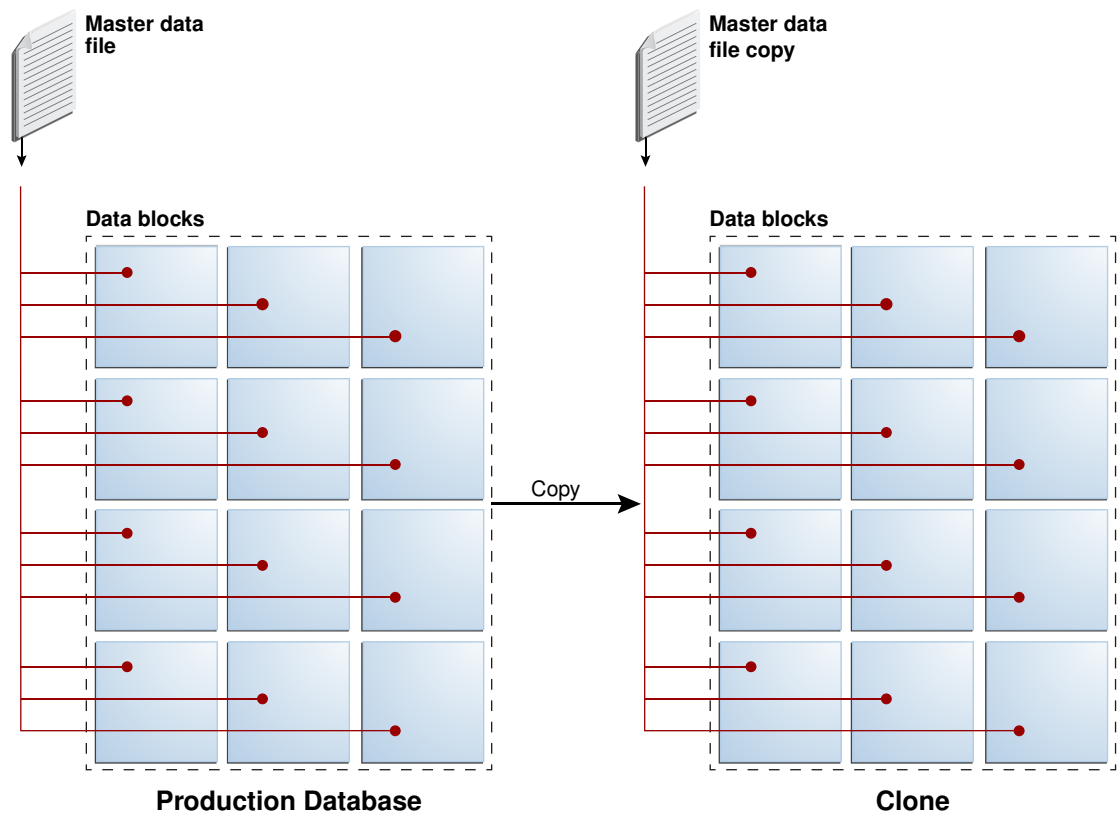 Master data
file
Master data
file copy
Data blocks
Data blocks
Copy
Production Database
Clone